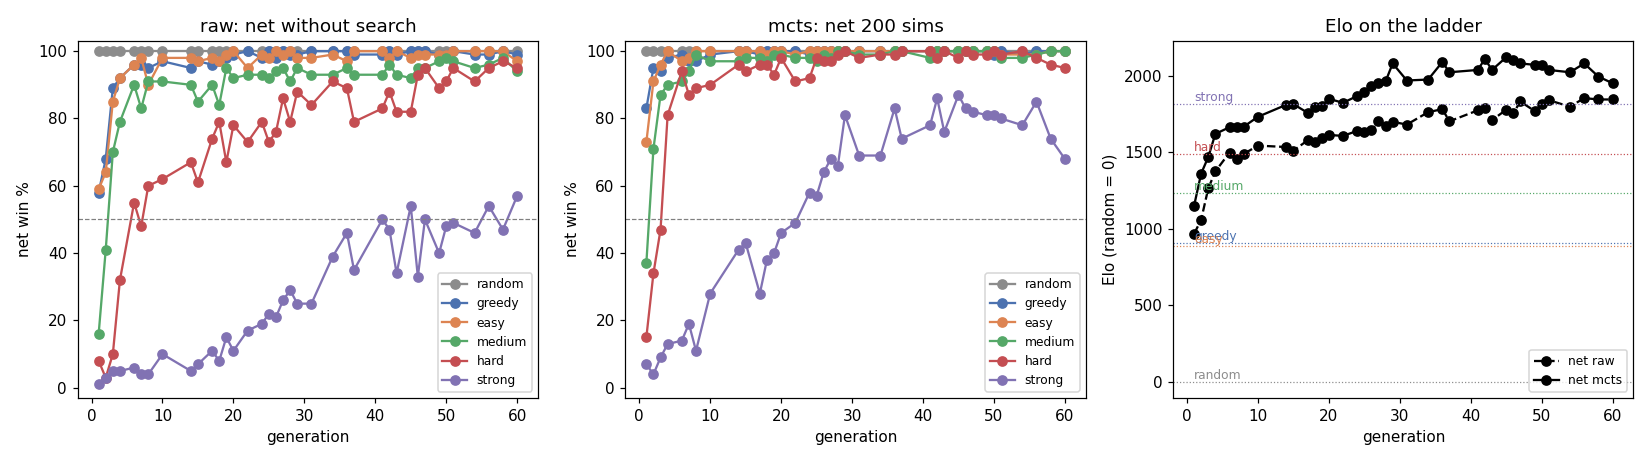 raw: net without search
net win %
100
80
60
40
20
0
random
greedy
easy
medium
hard
strong
0
10
20
30
40
50
60
generation
mcts: net 200 sims
net win %
100
80
60
40
20
0
random
greedy
easy
medium
hard
strong
0
10
20
30
40
50
60
generation
Elo on the ladder
Elo (random = 0)
2000
1500
1000
500
0
strong
hard
medium
greedy
easy
random
net raw
net mcts
0
10
20
30
40
50
60
generation